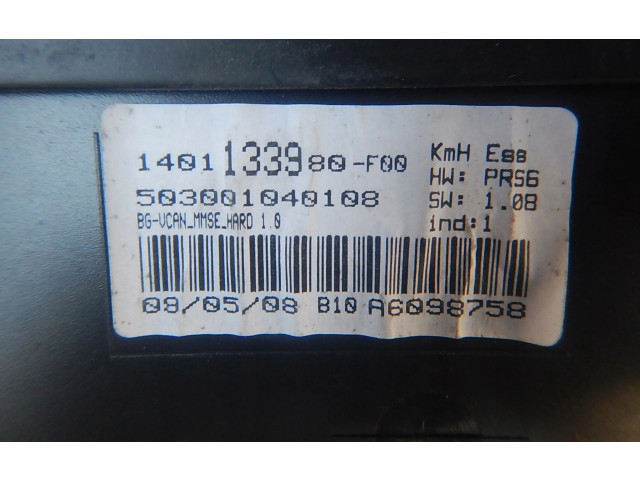 1401133980-F00
503001040108
BG-VCAN_MMSE_HARD 1.0
KmH Ess
HW: PRS6
SW: 1.08
ind:1
08/05/08 B10 A6098758